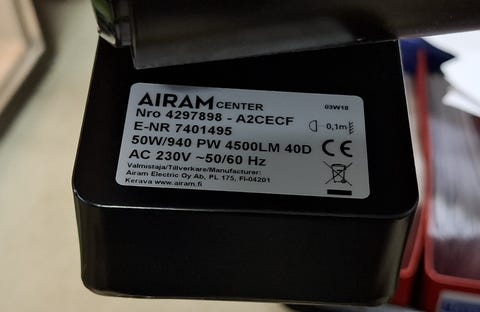 AIRAM CENTER
03W18
Nro 4297898 - A2CECF
E-NR 7401495
0,1m
50W/940 PW 4500LM 40D
CE
AC 230V ~50/60 Hz
Valmistaja/Tillverkare/Manufacturer:
Airam Electric Oy Ab, PL 175, FI-04201
Kerava www.airam.fi